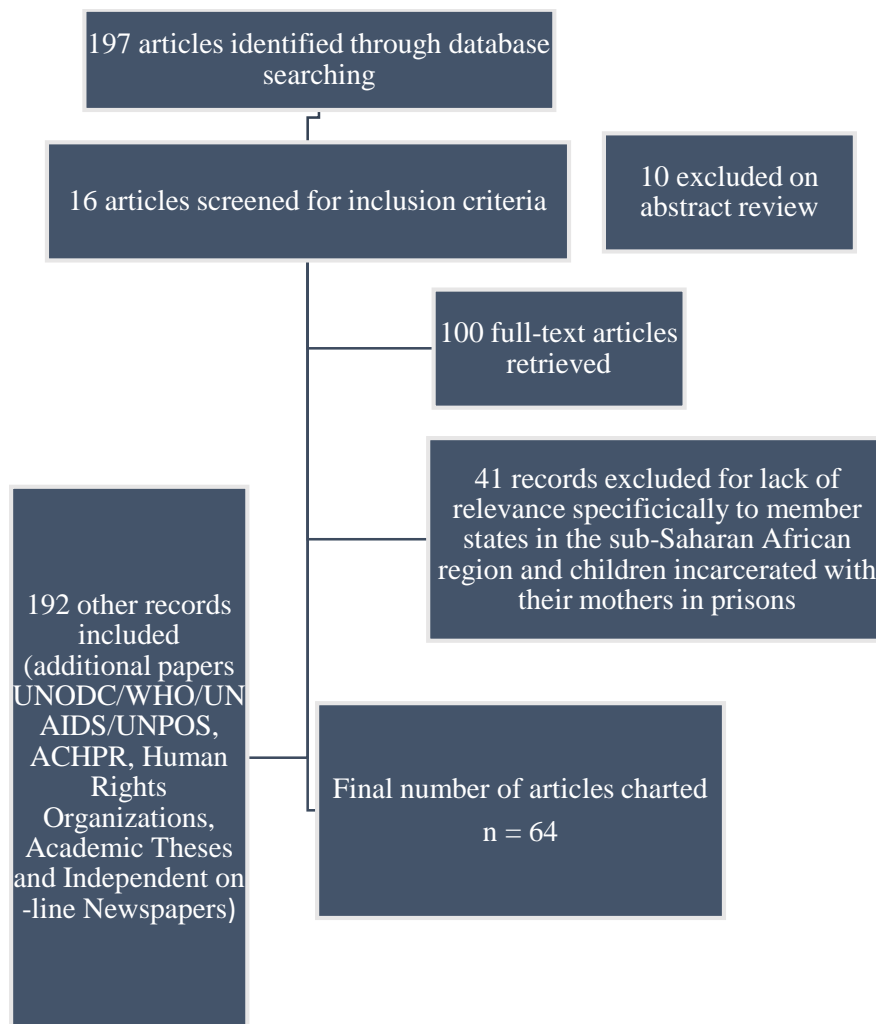 197 articles identified through database
searching
16 articles screened for inclusion criteria
10 excluded on
abstract review
100 full-text articles
retrieved
41 records excluded for lack of
relevance specificically to member
states in the sub-Saharan African
region and children incarcerated with
their mothers in prisons
192 other records
included
(additional papers
UNODC/WHO/UN
AIDS/UNPOS,
ACHPR, Human
Rights
Organizations,
Academic Theses
and Independent on
-line Newspapers)
Final number of articles charted
n = 64